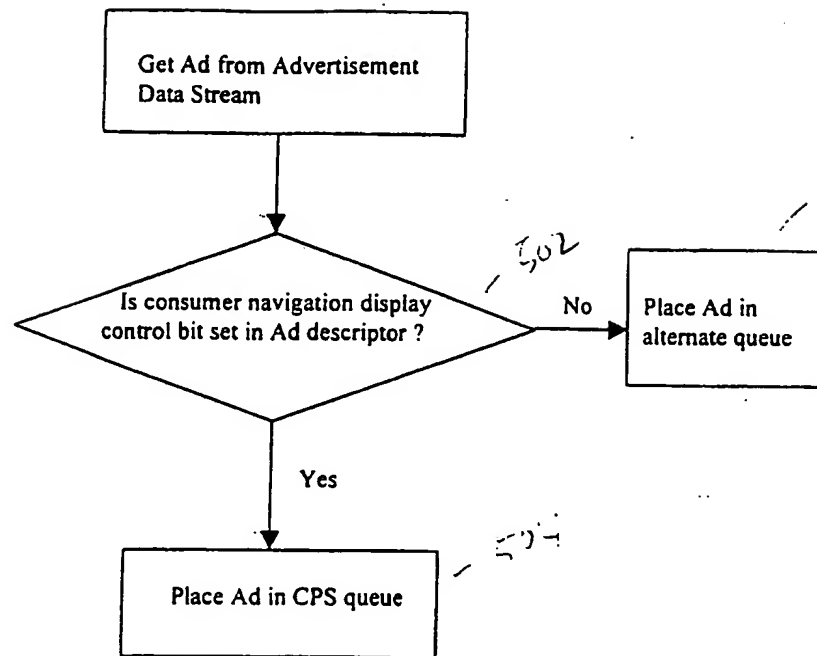 Get Ad from Advertisement
Data Stream
502
Is consumer navigation display
control bit set in Ad descriptor ?
No
Place Ad in
alternate queue
Yes
504
Place Ad in CPS queue